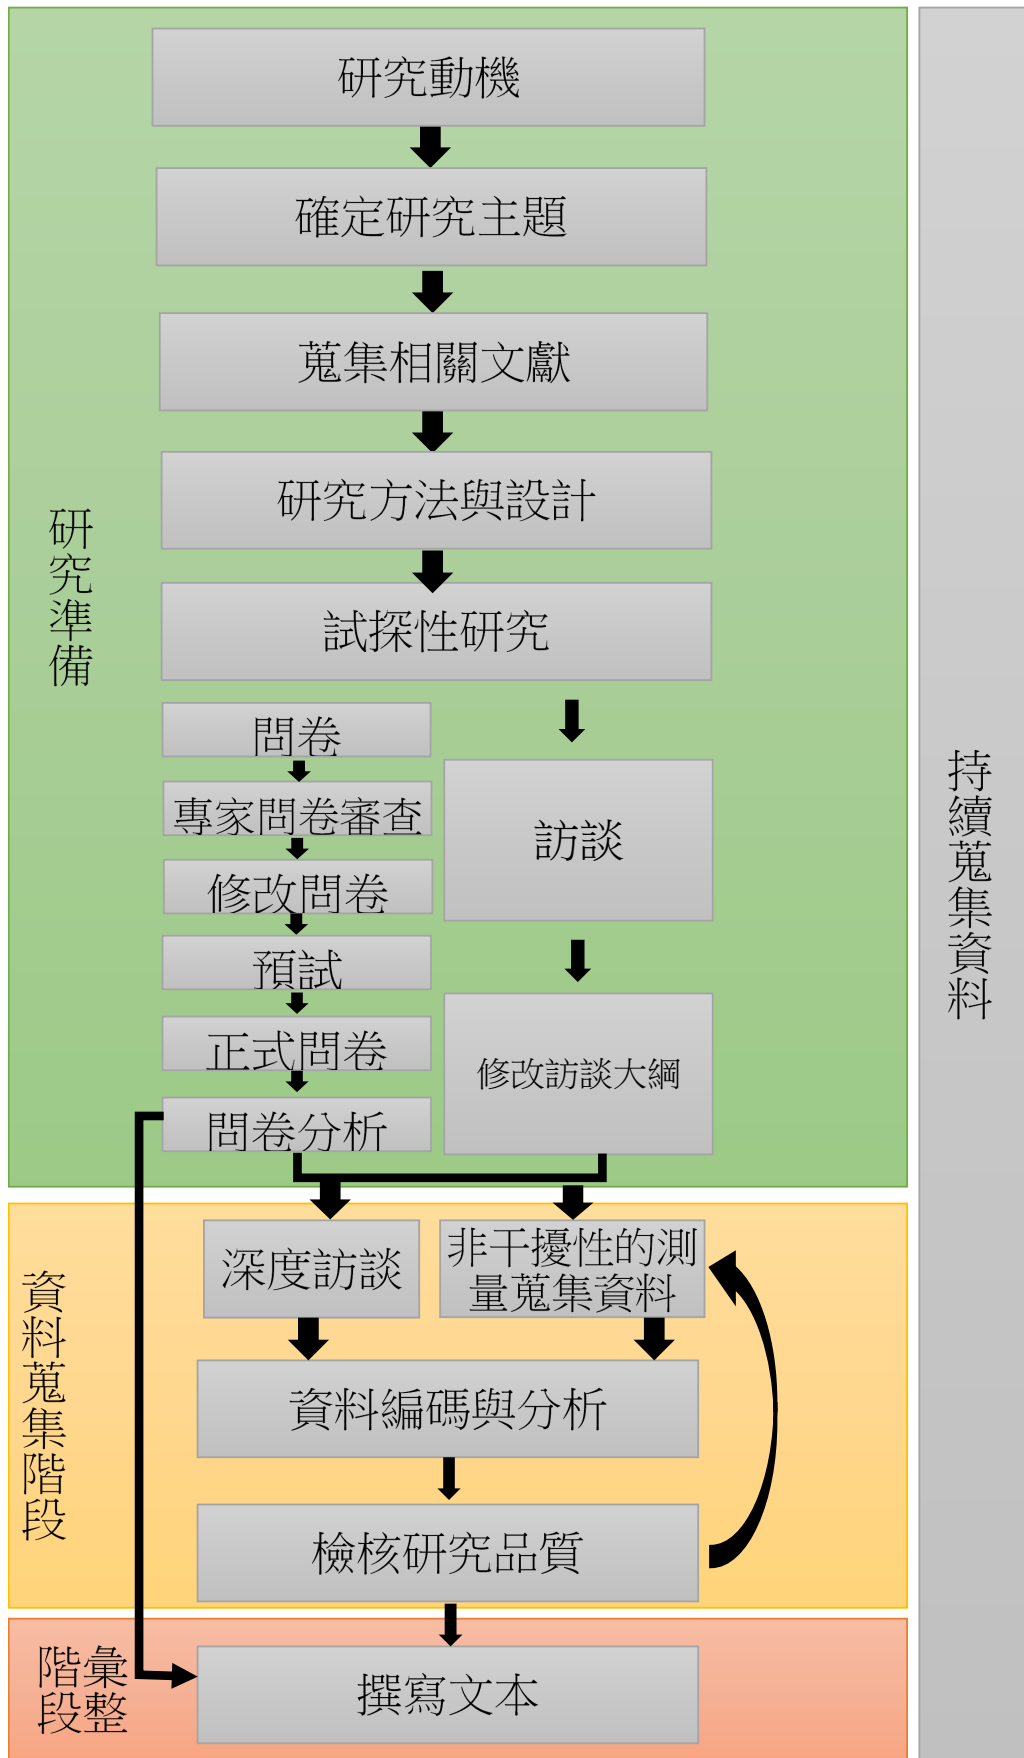 研究動機
確定研究主題
蒐集相關文獻
研究方法與設計
試探性研究
研究準備
問卷
專家問卷審查
修改問卷
預試
正式問卷
問卷分析
訪談
修改訪談大綱
持續蒐集資料
資料蒐集階段
深度訪談
非干擾性的測
量蒐集資料
資料編碼與分析
檢核研究品質
彙整
階段
撰寫文本